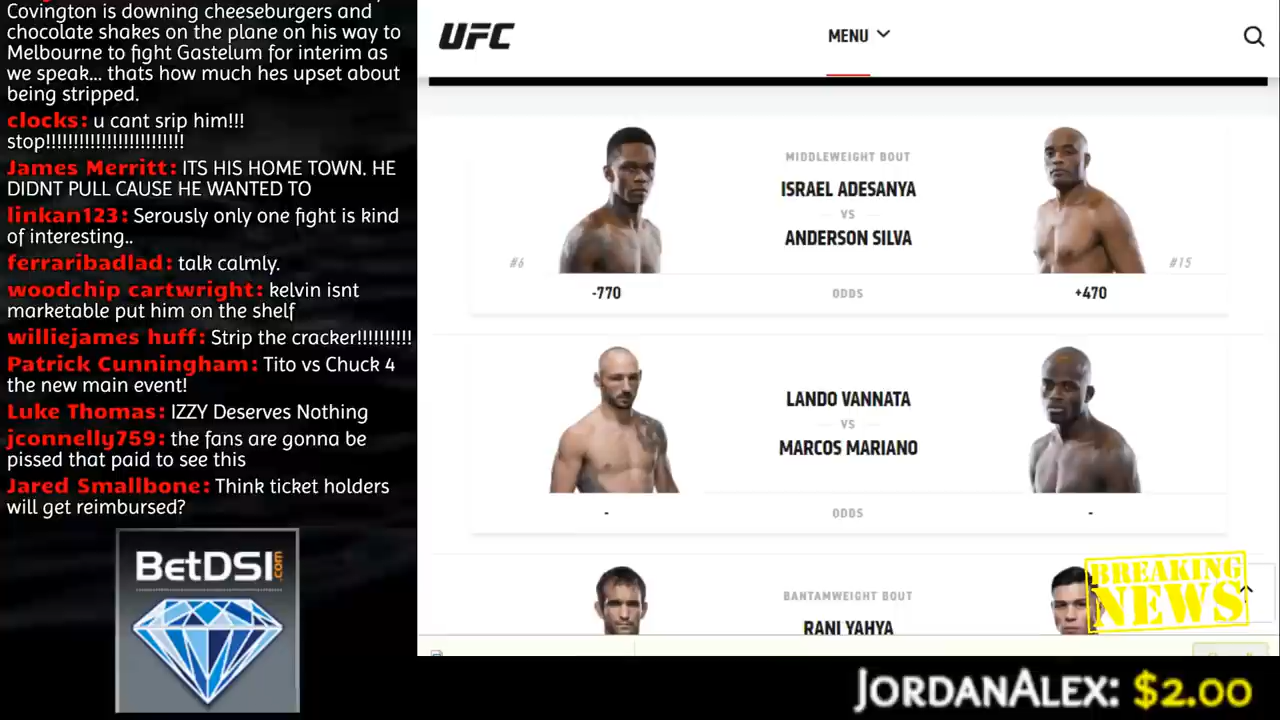 Covington is downing cheeseburgers and
chocolate shakes on the plane on his way to
Melbourne to fight Gastelum for interim as
we speak... thats how much hes upset about
being stripped.
clocks: u cant srip him!!!
stop!!!!!!!!!!!!!!!!!!!!!!!!!
James Merritt: ITS HIS HOME TOWN. HE
DIDNT PULL CAUSE HE WANTED TO
linkan123: Serously only one fight is kind
of interesting..
ferraribadlad: talk calmly.
woodchip cartwright: kelvin isnt
marketable put him on the shelf
williejames huff: Strip the cracker!!!!!!!!!!
Patrick Cunningham: Tito vs Chuck 4
the new main event!
Luke Thomas: IZZY Deserves Nothing
jconnelly759: the fans are gonna be
pissed that paid to see this
Jared Smallbone: Think ticket holders
will get reimbursed?
BetDSI.com
UFC
MENU
MIDDLEWEIGHT BOUT
ISRAEL ADESANYA
VS
ANDERSON SILVA
#6
#15
-770
ODDS
+470
LANDO VANNATA
VS
MARCOS MARIANO
-
ODDS
-
BANTAMWEIGHT BOUT
RANI YAHYA
BREAKING
NEWS
JORDANALEX: $2.00